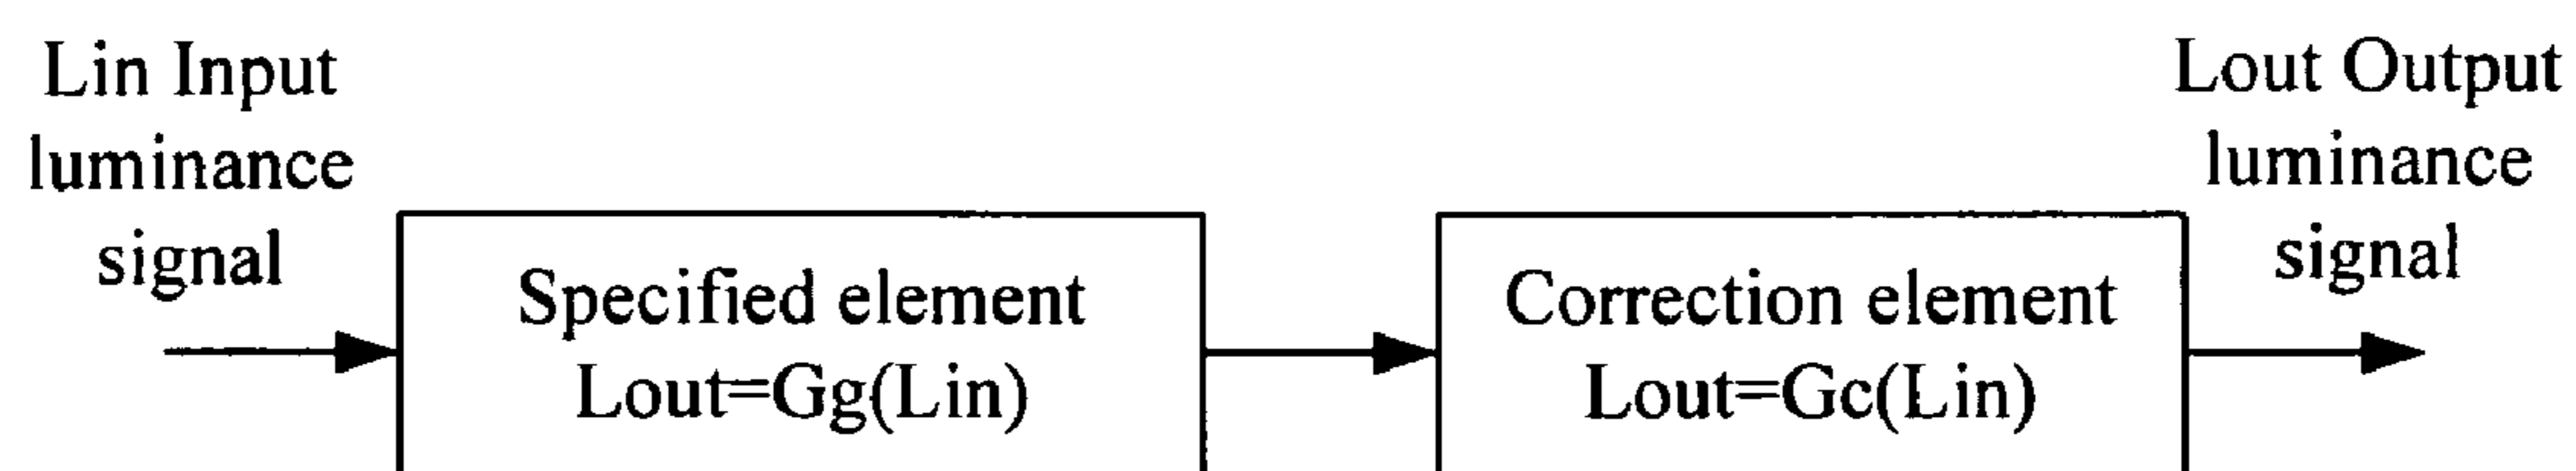 Lin Input
luminance
signal
Specified element
Lout=Gg(Lin)
Correction element
Lout=Gc(Lin)
Lout Output
luminance
signal